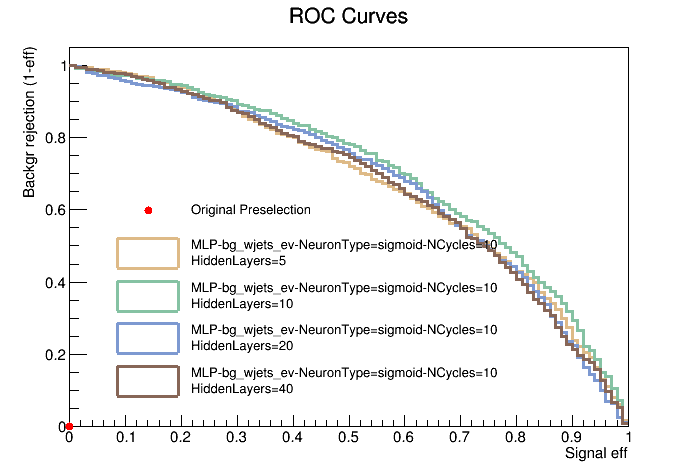 ROC Curves
Backgr rejection (1-eff)
1
0.8
0.6
0.4
0.2
0
Original Preselection
MLP-bg_wjets_ev-NeuronType=sigmoid-NCycles=10
HiddenLayers=5
MLP-bg_wjets_ev-NeuronType=sigmoid-NCycles=10
HiddenLayers=10
MLP-bg_wjets_ev-NeuronType=sigmoid-NCycles=10
HiddenLayers=20
MLP-bg_wjets_ev-NeuronType=sigmoid-NCycles=10
HiddenLayers=40
0 0.1 0.2 0.3 0.4 0.5 0.6 0.7 0.8 0.9 1
Signal eff